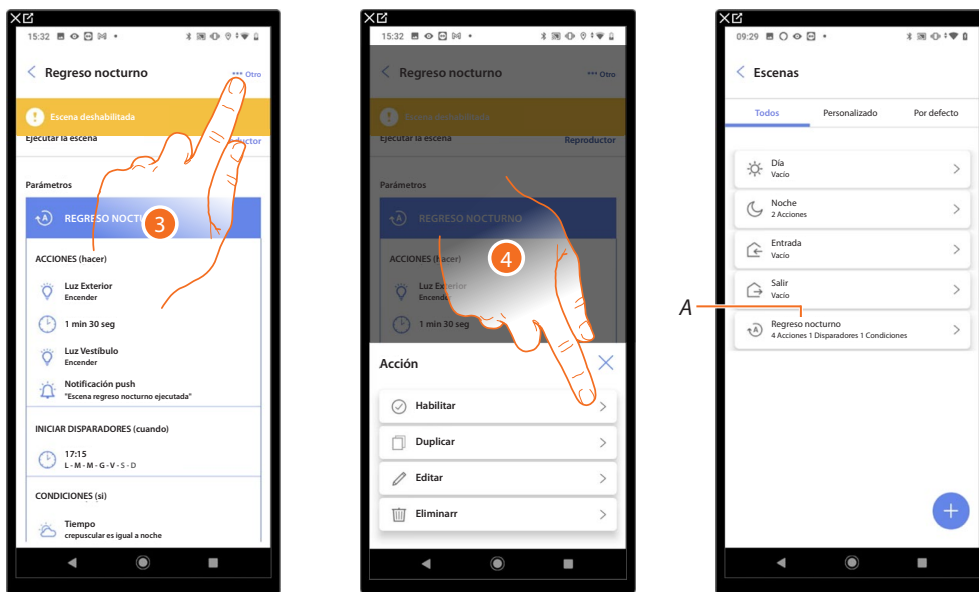 15:32
Regreso nocturno
*** Otro
Escena deshabilitada
Ejecutar la escena
uctor
Parámetros
REGRESO NOCT
3
ACCIONES (hacer)
Luz Exterior
Encender
1 min 30 seg
Luz Vestíbulo
Encender
Notificación push
"Escena regreso nocturno ejecutada"
INICIAR DISPARADORES (cuando)
17:15
L - M - M - G - V - S - D
CONDICIONES (si)
Tiempo
crepuscular es igual a noche
15:32
Regreso nocturno
*** Otro
Escena deshabilitada
Ejecutar la escena
Reproductor
Parámetros
REGRESO NOCTURNO
ACCIONES (hacer)
4
Luz Exterior
Encender
1 min 30 seg
Acción
Habilitar
Duplicar
Editar
Eliminarr
09:29
Escenas
Todos
Personalizado
Por defecto
Día
Vacío
Noche
2 Acciones
Entrada
Vacío
Salir
Vacío
A
Regreso nocturno
4 Acciones 1 Disparadores 1 Condiciones